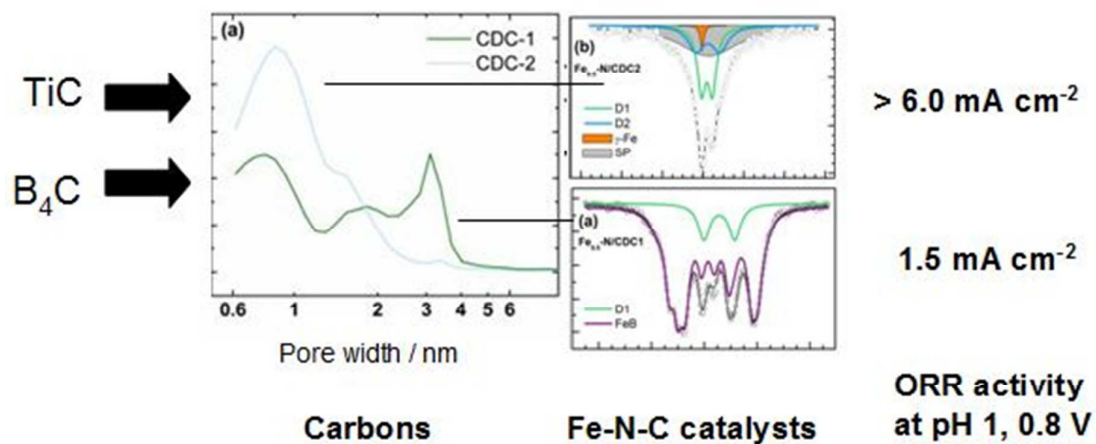 TiC
B₄C
(a)
CDC-1
CDC-2
0.6 1 2 3 4 5 6
Pore width / nm
Carbons
(b)
Fe₀.₅-N/CDC2
D1
D2
γ-Fe
SP
(a)
Fe₀.₅-N/CDC1
D1
FeB
Fe-N-C catalysts
> 6.0 mA cm⁻²
1.5 mA cm⁻²
ORR activity
at pH 1, 0.8 V